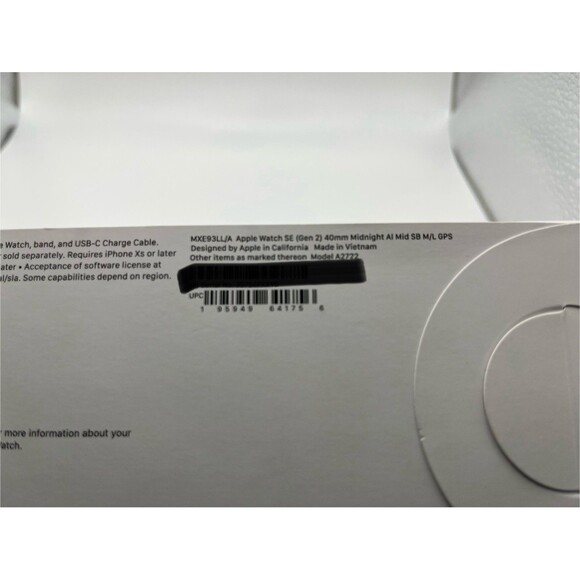 e Watch, band, and USB-C Charge Cable.
r sold separately. Requires iPhone Xs or later
ater • Acceptance of software license at
al/sla. Some capabilities depend on region.
MXE93LL/A Apple Watch SE (Gen 2) 40mm Midnight Al Mid SB M/L GPS
Designed by Apple in California Made in Vietnam
Other items as marked thereon Model A2722
UPC
1 95949 64175 6
r more information about your
Watch.